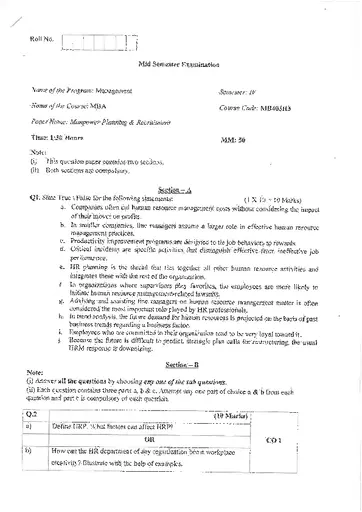 Roll No.
Mid Semester Examination
Name of the Program: Management
Semester: IV
Name of the Course: MBA
Course Code: MB403H3
Paper Name: Manpower Planning & Recruitment
Time: 1:30 Hours
MM: 50
Note:
(i) This question paper contains two sections.
(ii) Both sections are compulsory.
Section – A
Q1. State True / False for the following statements: (1 X 10 = 10 Marks)
a. Companies often cut human resource management costs without considering the impact
of their moves on profits.
b. In smaller companies, line managers assume a larger role in effective human resource
management practices.
c. Productivity improvement programs are designed to tie job behaviors to rewards.
d. Critical incidents are specific activities that distinguish effective from ineffective job
performance.
e. HR planning is the thread that ties together all other human resource activities and
integrates these with the rest of the organization.
f. In organizations where supervisors play favorites, the employees are more likely to
initiate human resource management-related lawsuits.
g. Advising and assisting line managers on human resource management matter is often
considered the most important role played by HR professionals.
h. In trend analysis, the future demand for human resources is projected on the basis of past
business trends regarding a business factor.
i. Employees who are committed to their organization tend to be very loyal toward it.
j. Because the future is difficult to predict, strategic plan calls for restructuring, the usual
HRM response is downsizing.
Section – B
Note:
(i) Answer all the questions by choosing any one of the sub questions.
(ii) Each question contains three parts a, b & c. Attempt any one part of choice a & b from each
question and part c is compulsory of each question.
Q.2 (10 Marks)
a) Define HRP. What factors can affect HRP?
OR
CO 1
b) How can the HR department of any organization boost workplace
creativity? Illustrate with the help of examples.